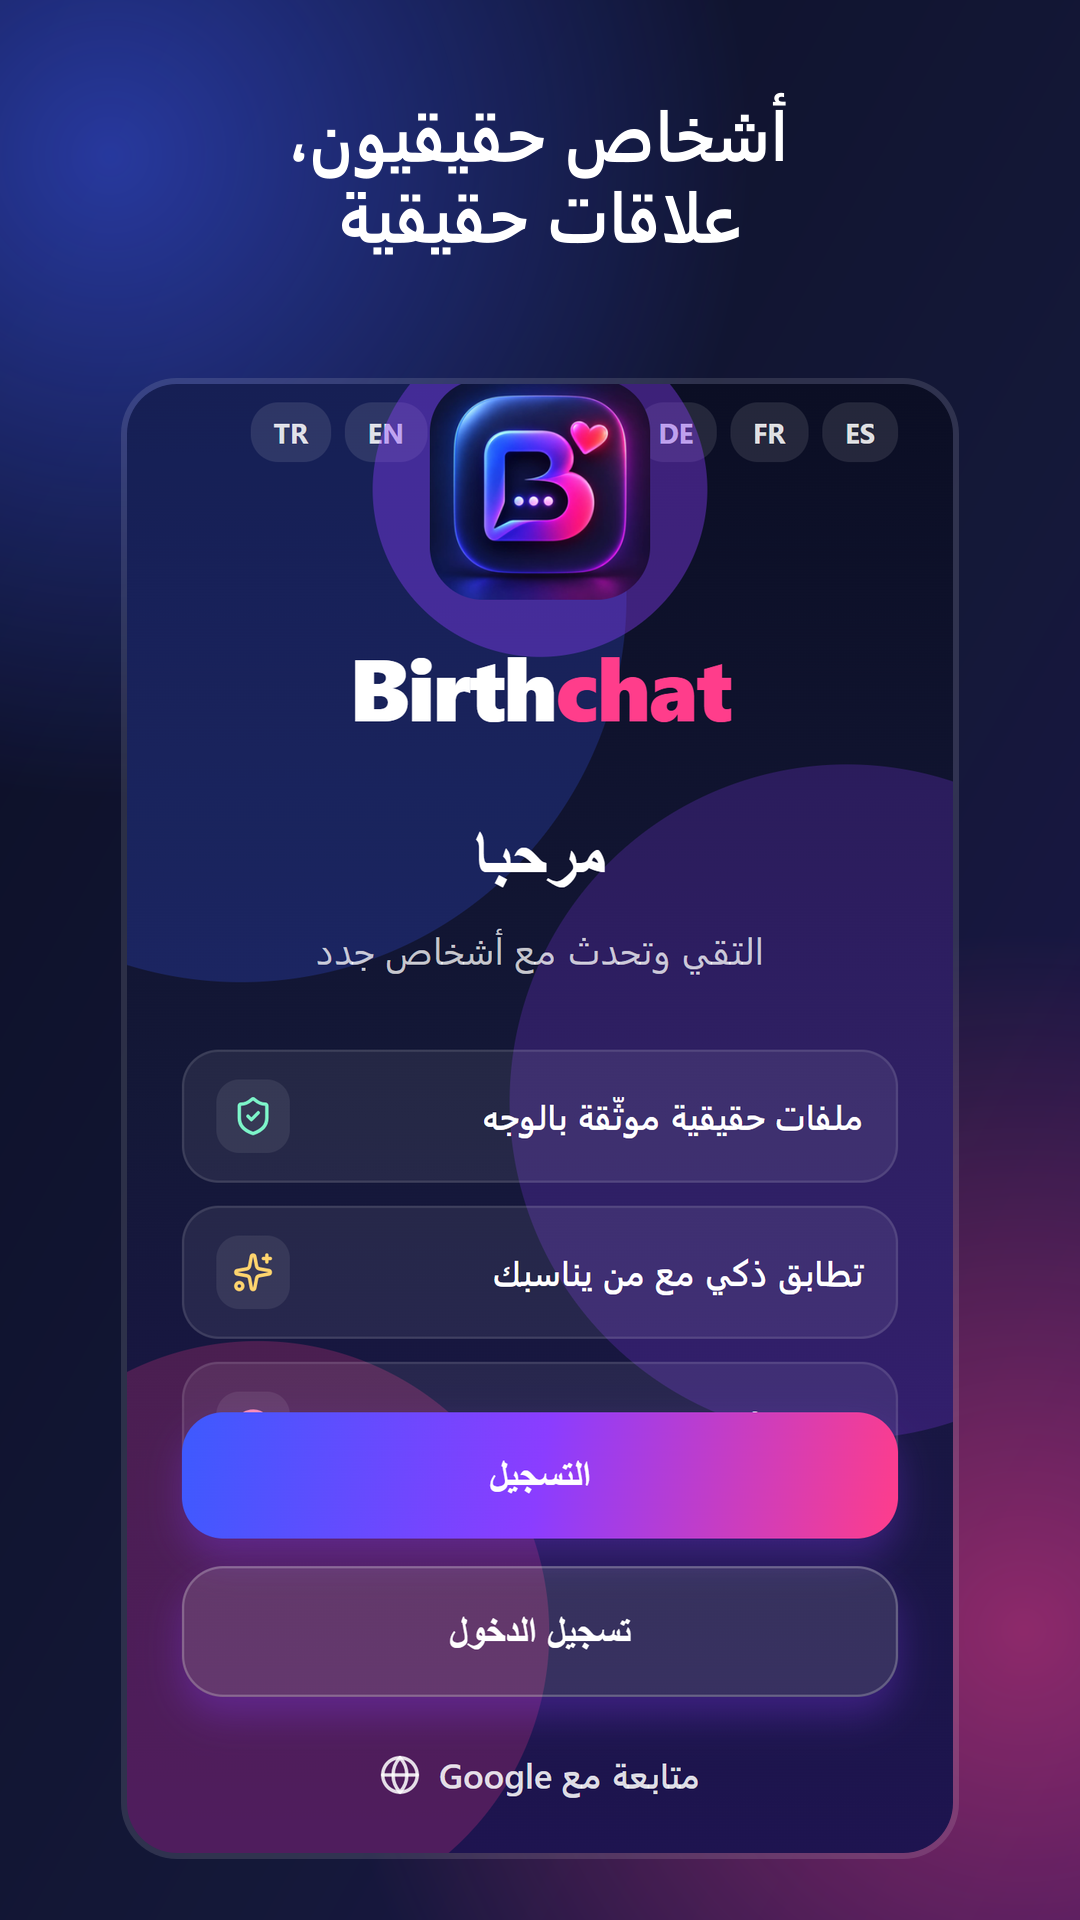 أشخاص حقيقيون،
علاقات حقيقية
TR EN DE FR ES
Birthchat
مرحبا
التقي وتحدث مع أشخاص جدد
ملفات حقيقية موثّقة بالوجه
تطابق ذكي مع من يناسبك
التسجيل
تسجيل الدخول
متابعة مع Google